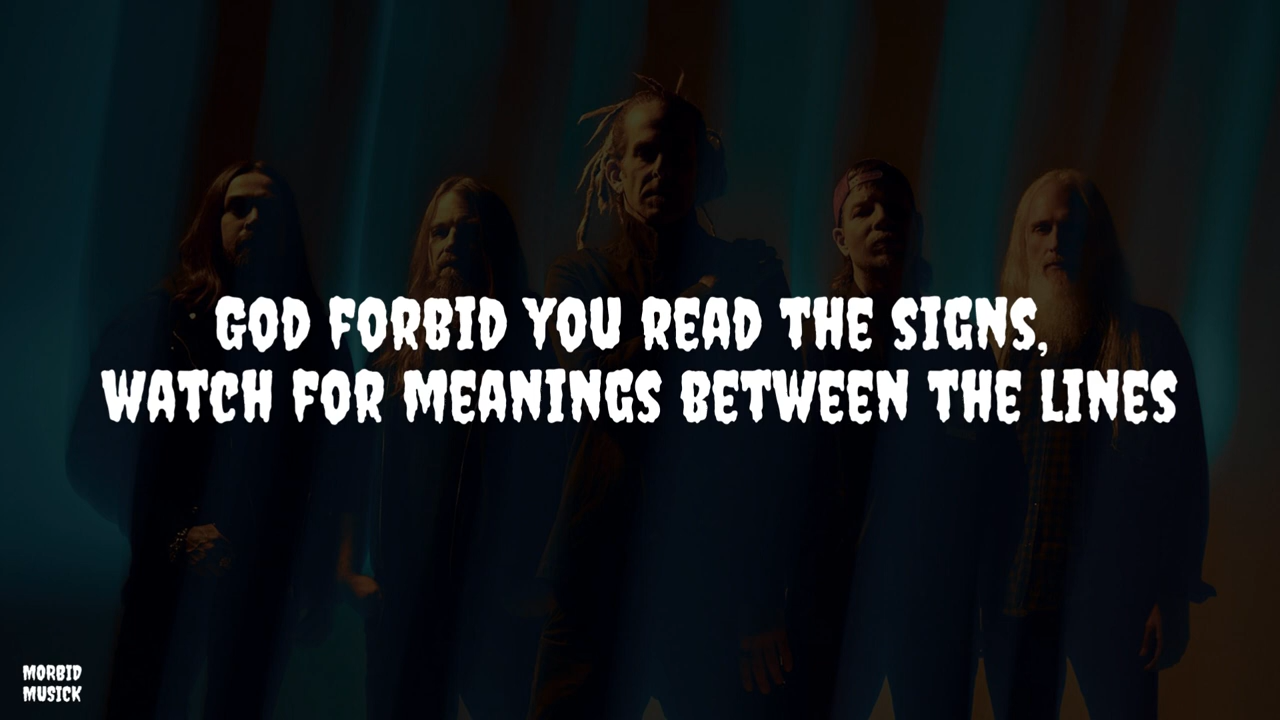 GOD FORBID YOU READ THE SIGNS,
WATCH FOR MEANINGS BETWEEN THE LINES
MORBID
MUSICK